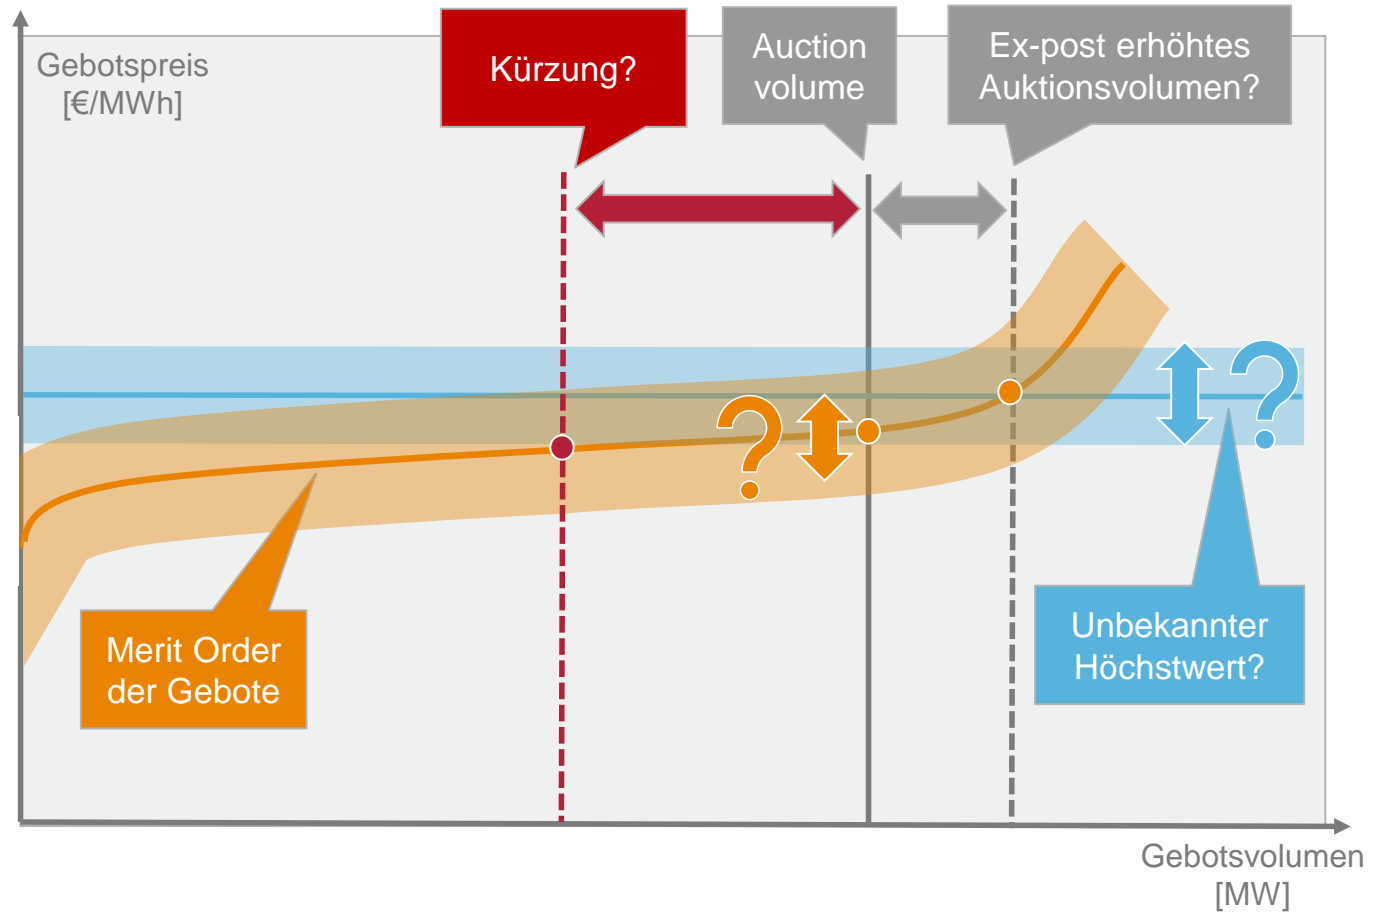 Gebotspreis
[€/MWh]
Kürzung?
Auction
volume
Ex-post erhöhtes
Auktionsvolumen?
?
?
Merit Order
der Gebote
Unbekannter
Höchstwert?
Gebotsvolumen
[MW]